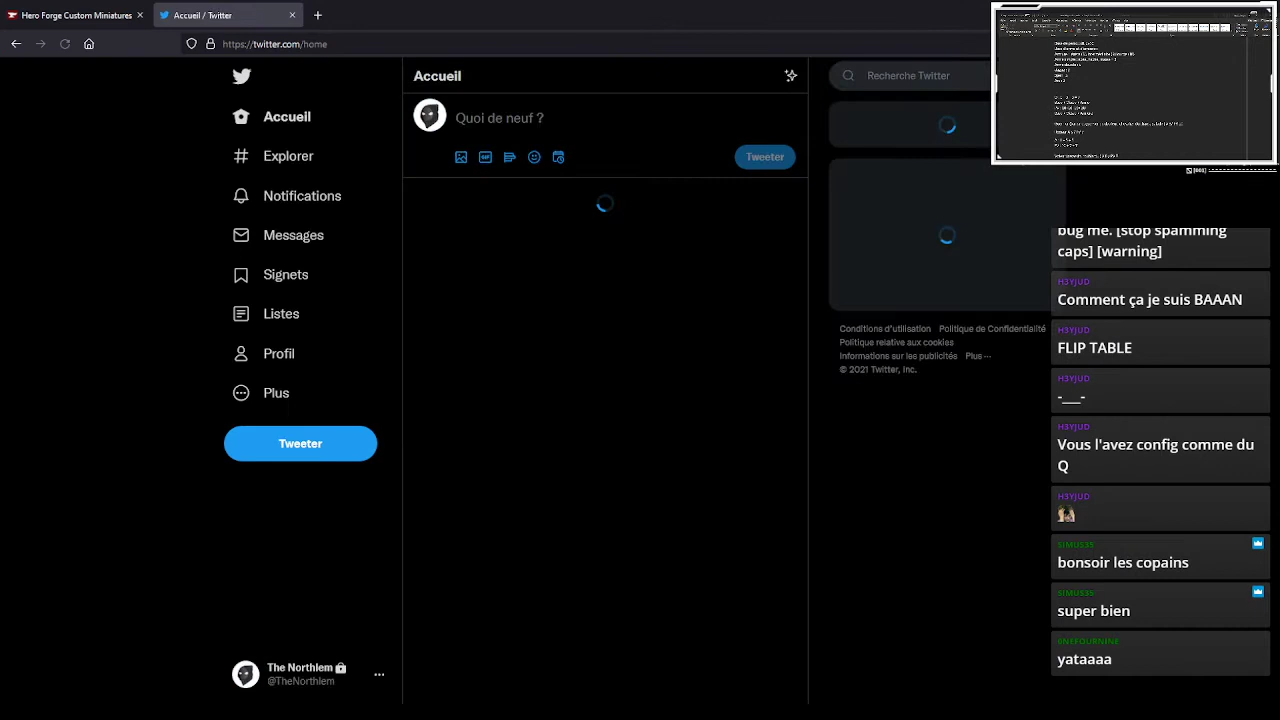 Hero Forge Custom Miniatures
Accueil / Twitter
https://twitter.com/home
Accueil
Explorer
Notifications
Messages
Signets
Listes
Profil
Plus
Tweeter
The Northlem
@TheNorthlem
Accueil
Quoi de neuf ?
GIF
Tweeter
Recherche Twitter
Conditions d'utilisation Politique de Confidentialité
Politique relative aux cookies
Informations sur les publicités Plus ···
© 2021 Twitter, Inc.
bug me. [stop spamming
caps] [warning]
H3YJUD
Comment ça je suis BAAAN
H3YJUD
FLIP TABLE
H3YJUD
-___-
H3YJUD
Vous l'avez config comme du
Q
H3YJUD
SIMUS35
bonsoir les copains
SIMUS35
super bien
0NEFOURNINE
yataaaa